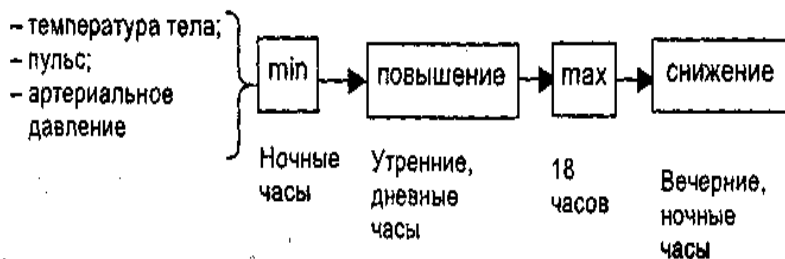 – температура тела;
– пульс;
– артериальное
давление
min
повышение
max
снижение
Ночные
часы
Утренние,
дневные
часы
18
часов
Вечерние,
ночные
часы